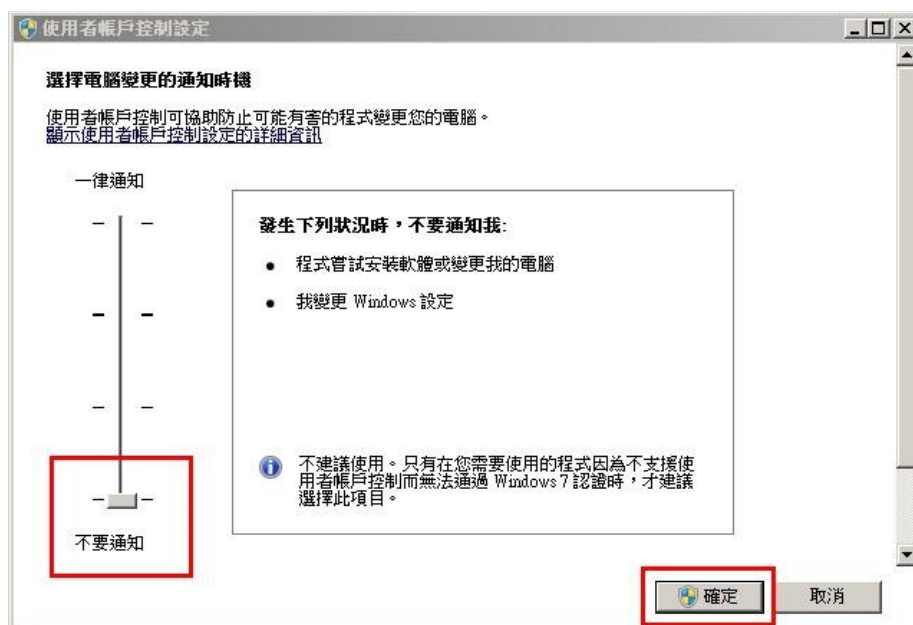 使用者帳戶控制設定
選擇電腦變更的通知時機
使用者帳戶控制可協助防止可能有害的程式變更您的電腦。
顯示使用者帳戶控制設定的詳細資訊
一律通知
發生下列狀況時，不要通知我:
程式嘗試安裝軟體或變更我的電腦
我變更 Windows 設定
不建議使用。只有在您需要使用的程式因為不支援使
用者帳戶控制而無法通過 Windows 7 認證時，才建議
選擇此項目。
不要通知
確定
取消